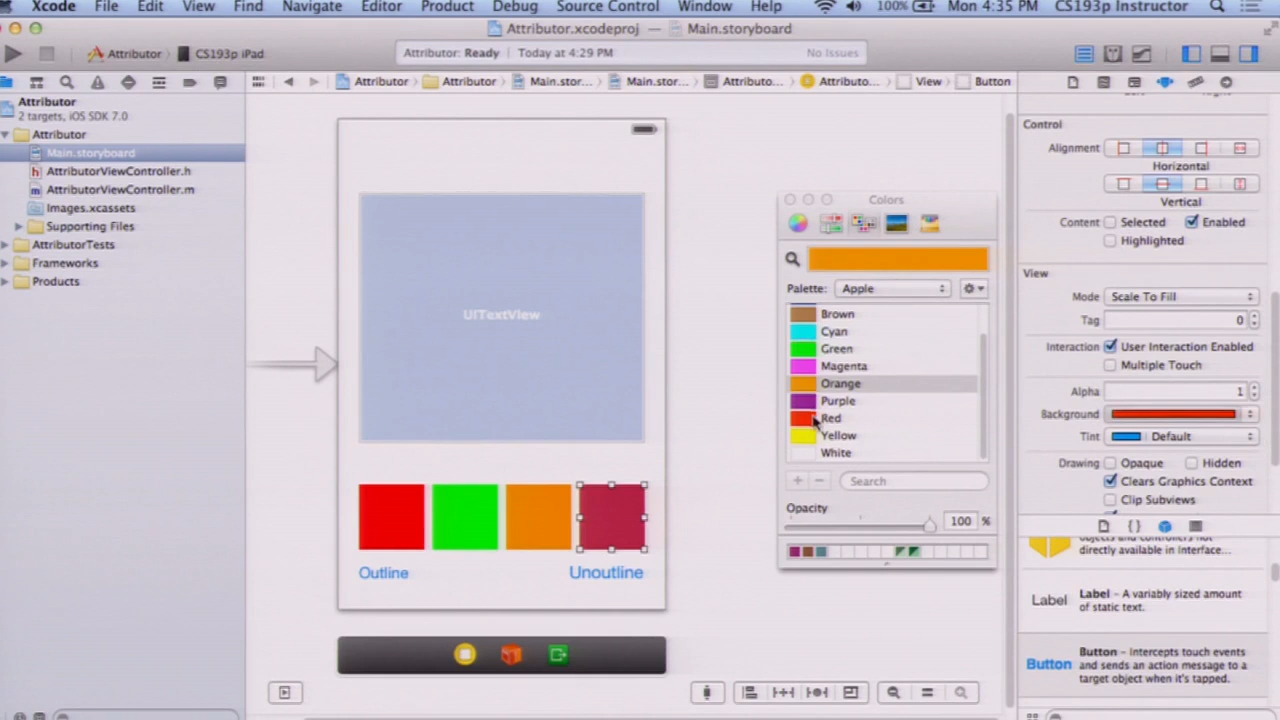 Xcode File Edit View Find Navigate Editor Product Debug Source Control Window Help 100% Mon 4:35 PM CS193p Instructor
Attributor.xcodeproj — Main.storyboard
Attributor CS193p iPad Attributor: Ready Today at 4:29 PM No Issues
Attributor Attributor Main.stor... Main.stor... Attributo... Attributo... View Button
Attributor
2 targets, iOS SDK 7.0
Attributor
Main.storyboard
AttributorViewController.h
AttributorViewController.m
Images.xcassets
Supporting Files
AttributorTests
Frameworks
Products
UITextView
Outline Unoutline
Colors
Palette: Apple
Brown
Cyan
Green
Magenta
Orange
Purple
Red
Yellow
White
Search
Opacity
100 %
Control
Alignment
Horizontal
Vertical
Content Selected Enabled
Highlighted
View
Mode Scale To Fill
Tag 0
Interaction User Interaction Enabled
Multiple Touch
Alpha 1
Background
Tint Default
Drawing Opaque Hidden
Clears Graphics Context
Clip Subviews
objects and controllers not
directly available in Interface...
Label Label – A variably sized amount
of static text.
Button Button – Intercepts touch events
and sends an action message to a
target object when it's tapped.